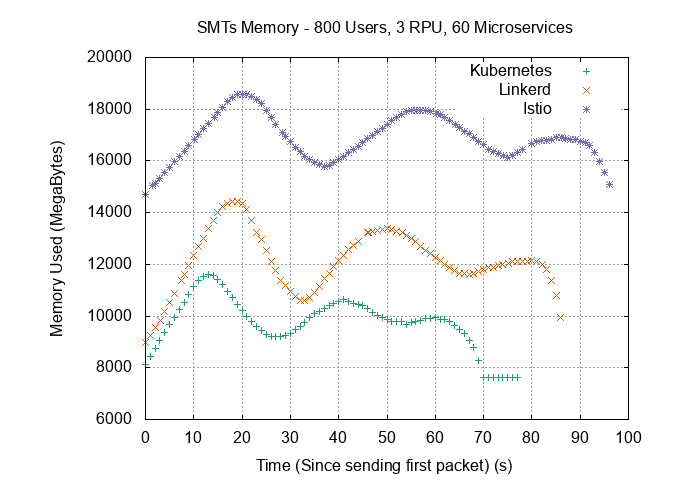 SMTs Memory - 800 Users, 3 RPU, 60 Microservices
20000
18000
16000
14000
12000
10000
8000
6000
Memory Used (MegaBytes)
Kubernetes
Linkerd
Istio
0 10 20 30 40 50 60 70 80 90 100
Time (Since sending first packet) (s)